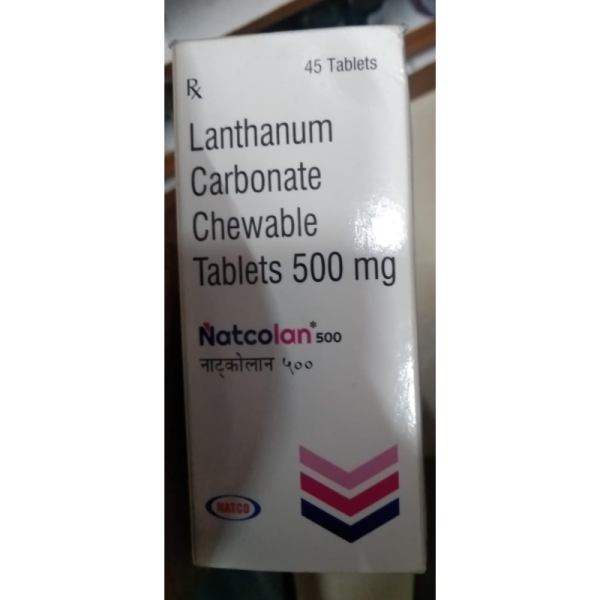 45 Tablets
Rx
Lanthanum
Carbonate
Chewable
Tablets 500 mg
Natcolan* 500
नाट्कोलान ५००
NATCO